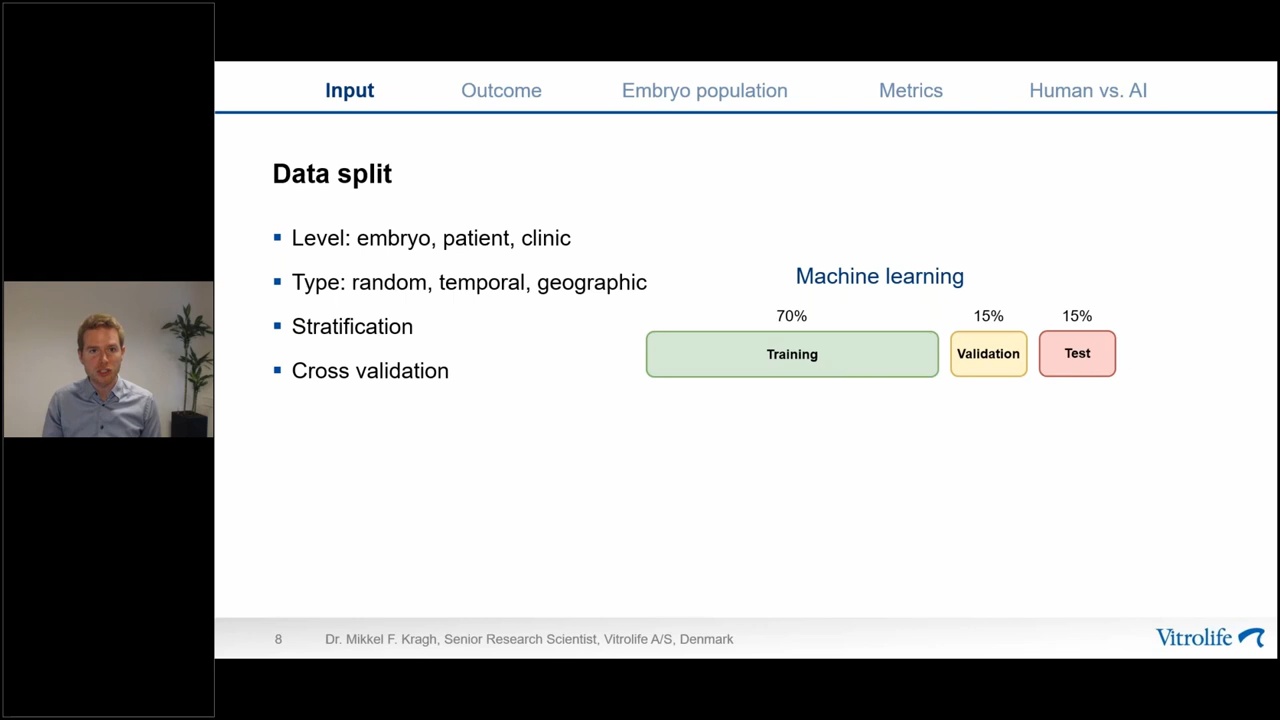 Input Outcome Embryo population Metrics Human vs. AI
Data split
Level: embryo, patient, clinic
Type: random, temporal, geographic
Stratification
Cross validation
Machine learning
70% 15% 15%
Training Validation Test
8 Dr. Mikkel F. Kragh, Senior Research Scientist, Vitrolife A/S, Denmark
Vitrolife